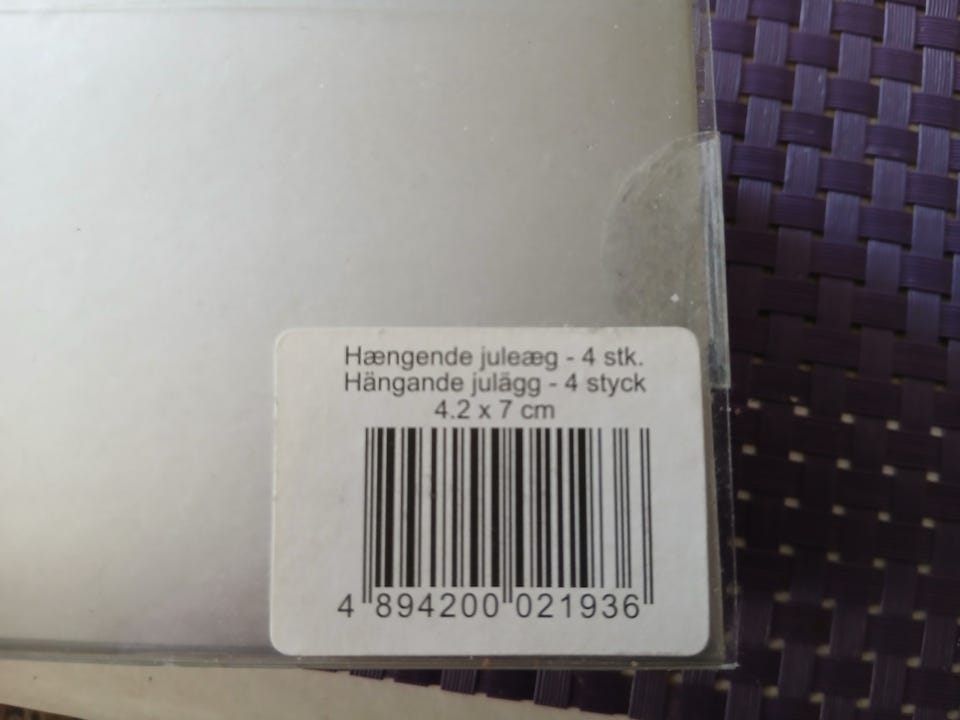 Hængende juleæg - 4 stk.
Hängande julägg - 4 styck
4.2 x 7 cm
4 894200 021936